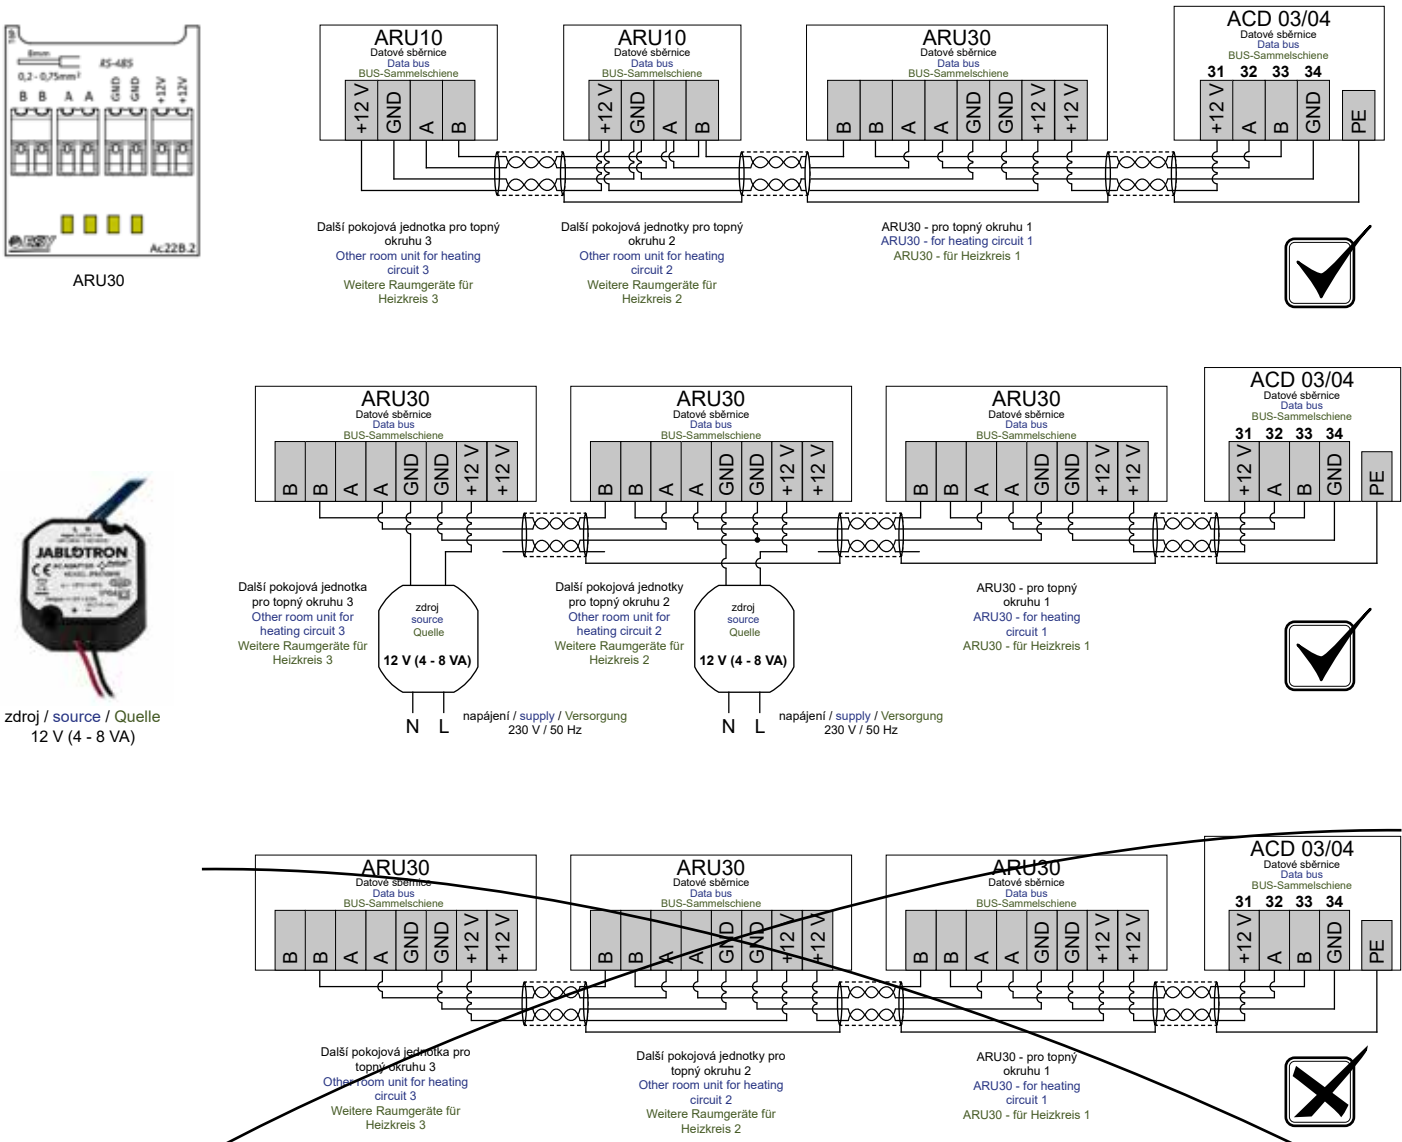 TOP
8mm
RS-485
0,2 - 0,75mm²
B B A A GND GND +12V +12V
Ac22B.2
ARU30
ARU10
Datové sběrnice
Data bus
BUS-Sammelschiene
+12 V GND A B
Další pokojová jednotka pro topný
okruhu 3
Other room unit for heating
circuit 3
Weitere Raumgeräte für
Heizkreis 3
ARU10
Datové sběrnice
Data bus
BUS-Sammelschiene
+12 V GND A B
Další pokojová jednotky pro topný
okruhu 2
Other room unit for heating
circuit 2
Weitere Raumgeräte für
Heizkreis 2
ARU30
Datové sběrnice
Data bus
BUS-Sammelschiene
B B A A GND GND +12 V +12 V
ARU30 - pro topný okruhu 1
ARU30 - for heating circuit 1
ARU30 - für Heizkreis 1
ACD 03/04
Datové sběrnice
Data bus
BUS-Sammelschiene
31 32 33 34
+12 V A B GND PE
JABLOTRON
AC ADAPTER
CE
zdroj / source / Quelle
12 V (4 - 8 VA)
ARU30
Datové sběrnice
Data bus
BUS-Sammelschiene
B B A A GND GND +12 V +12 V
Další pokojová jednotka
pro topný okruhu 3
Other room unit for
heating circuit 3
Weitere Raumgeräte für
Heizkreis 3
zdroj
source
Quelle
12 V (4 - 8 VA)
N L
napájení / supply / Versorgung
230 V / 50 Hz
ARU30
Datové sběrnice
Data bus
BUS-Sammelschiene
B B A A GND GND +12 V +12 V
Další pokojová jednotky
pro topný okruhu 2
Other room unit for
heating circuit 2
Weitere Raumgeräte für
Heizkreis 2
zdroj
source
Quelle
12 V (4 - 8 VA)
N L
napájení / supply / Versorgung
230 V / 50 Hz
ARU30
Datové sběrnice
Data bus
BUS-Sammelschiene
B B A A GND GND +12 V +12 V
ARU30 - pro topný
okruhu 1
ARU30 - for heating
circuit 1
ARU30 - für Heizkreis 1
ACD 03/04
Datové sběrnice
Data bus
BUS-Sammelschiene
31 32 33 34
+12 V A B GND PE
ARU30
Datové sběrnice
Data bus
BUS-Sammelschiene
B B A A GND GND +12 V +12 V
Další pokojová jednotka pro
topný okruhu 3
Other room unit for heating
circuit 3
Weitere Raumgeräte für
Heizkreis 3
ARU30
Datové sběrnice
Data bus
BUS-Sammelschiene
B B A A GND GND +12 V +12 V
Další pokojová jednotky pro
topný okruhu 2
Other room unit for heating
circuit 2
Weitere Raumgeräte für
Heizkreis 2
ARU30
Datové sběrnice
Data bus
BUS-Sammelschiene
B B A A GND GND +12 V +12 V
ARU30 - pro topný
okruhu 1
ARU30 - for heating
circuit 1
ARU30 - für Heizkreis 1
ACD 03/04
Datové sběrnice
Data bus
BUS-Sammelschiene
31 32 33 34
+12 V A B GND PE